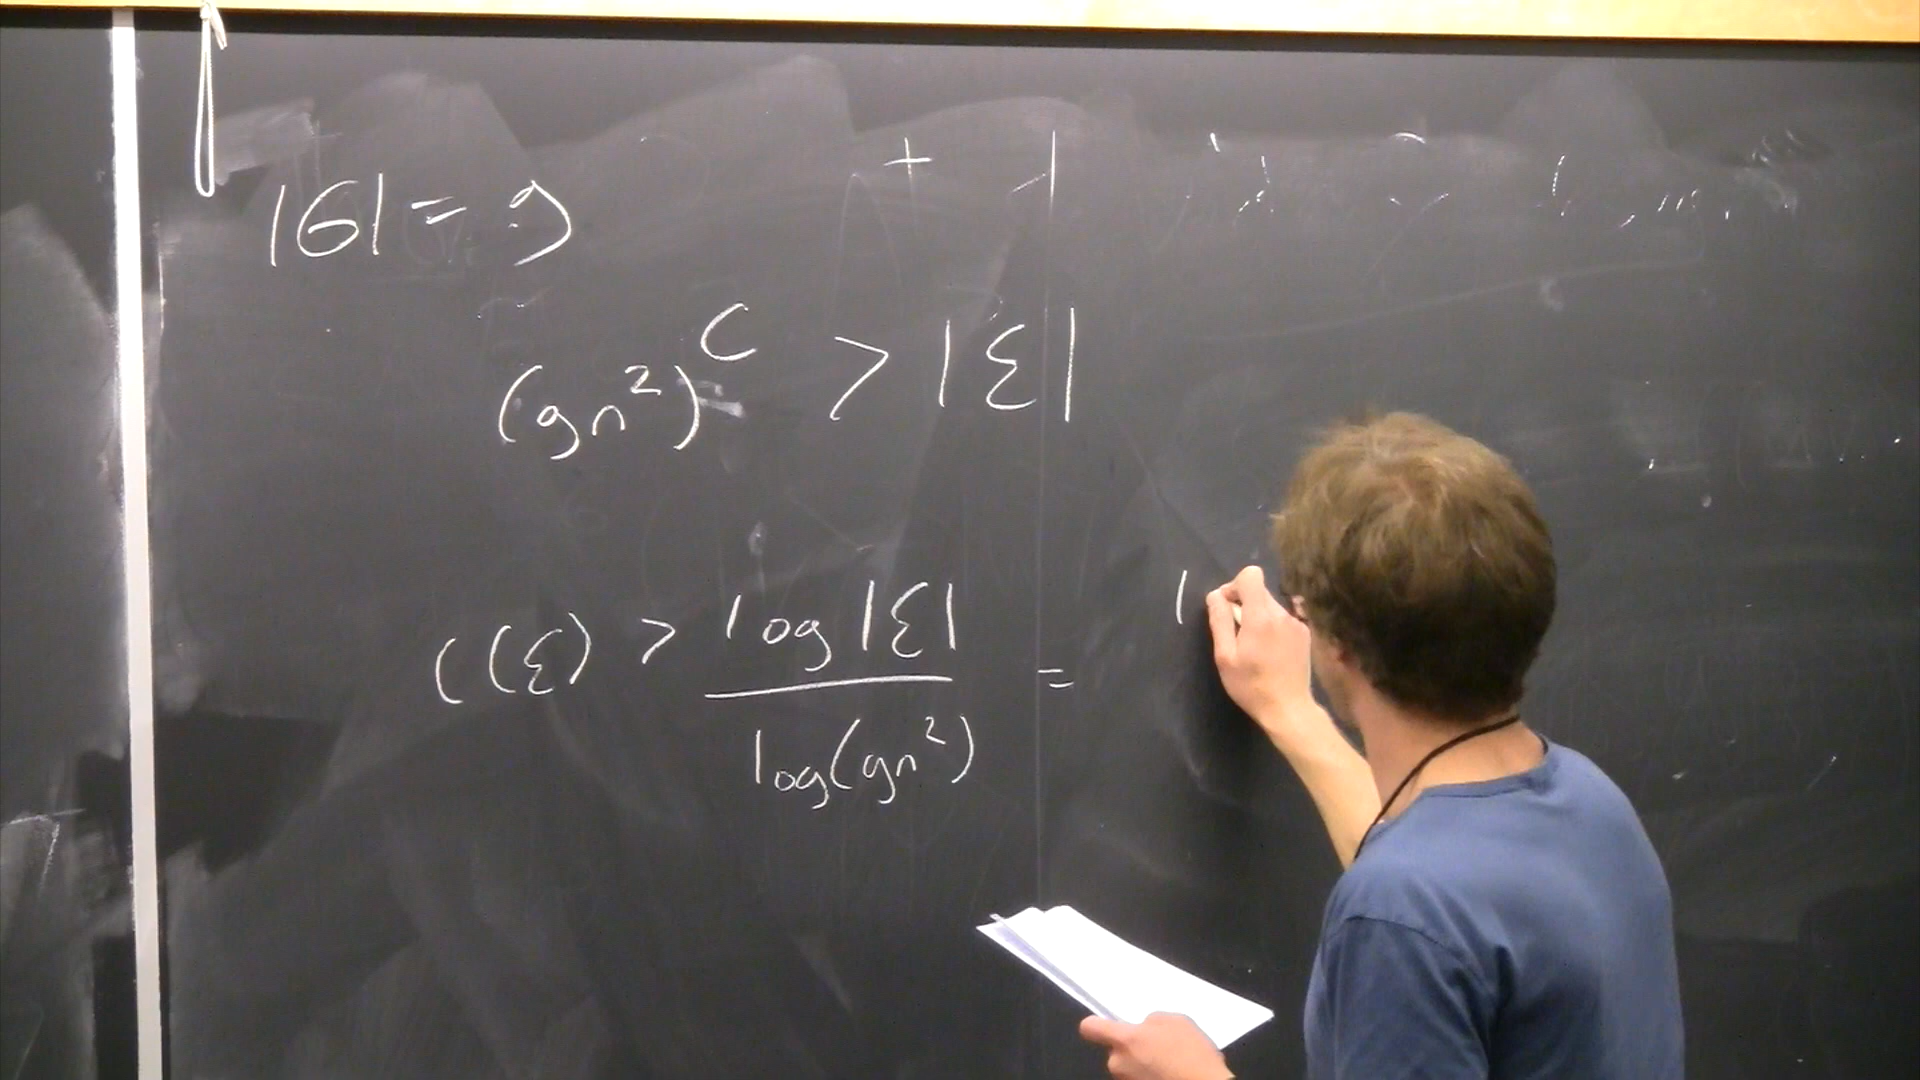 |G| = g
(gn²)^C > |Ɛ|
C(Ɛ) > log|Ɛ| / log(gn²) = l